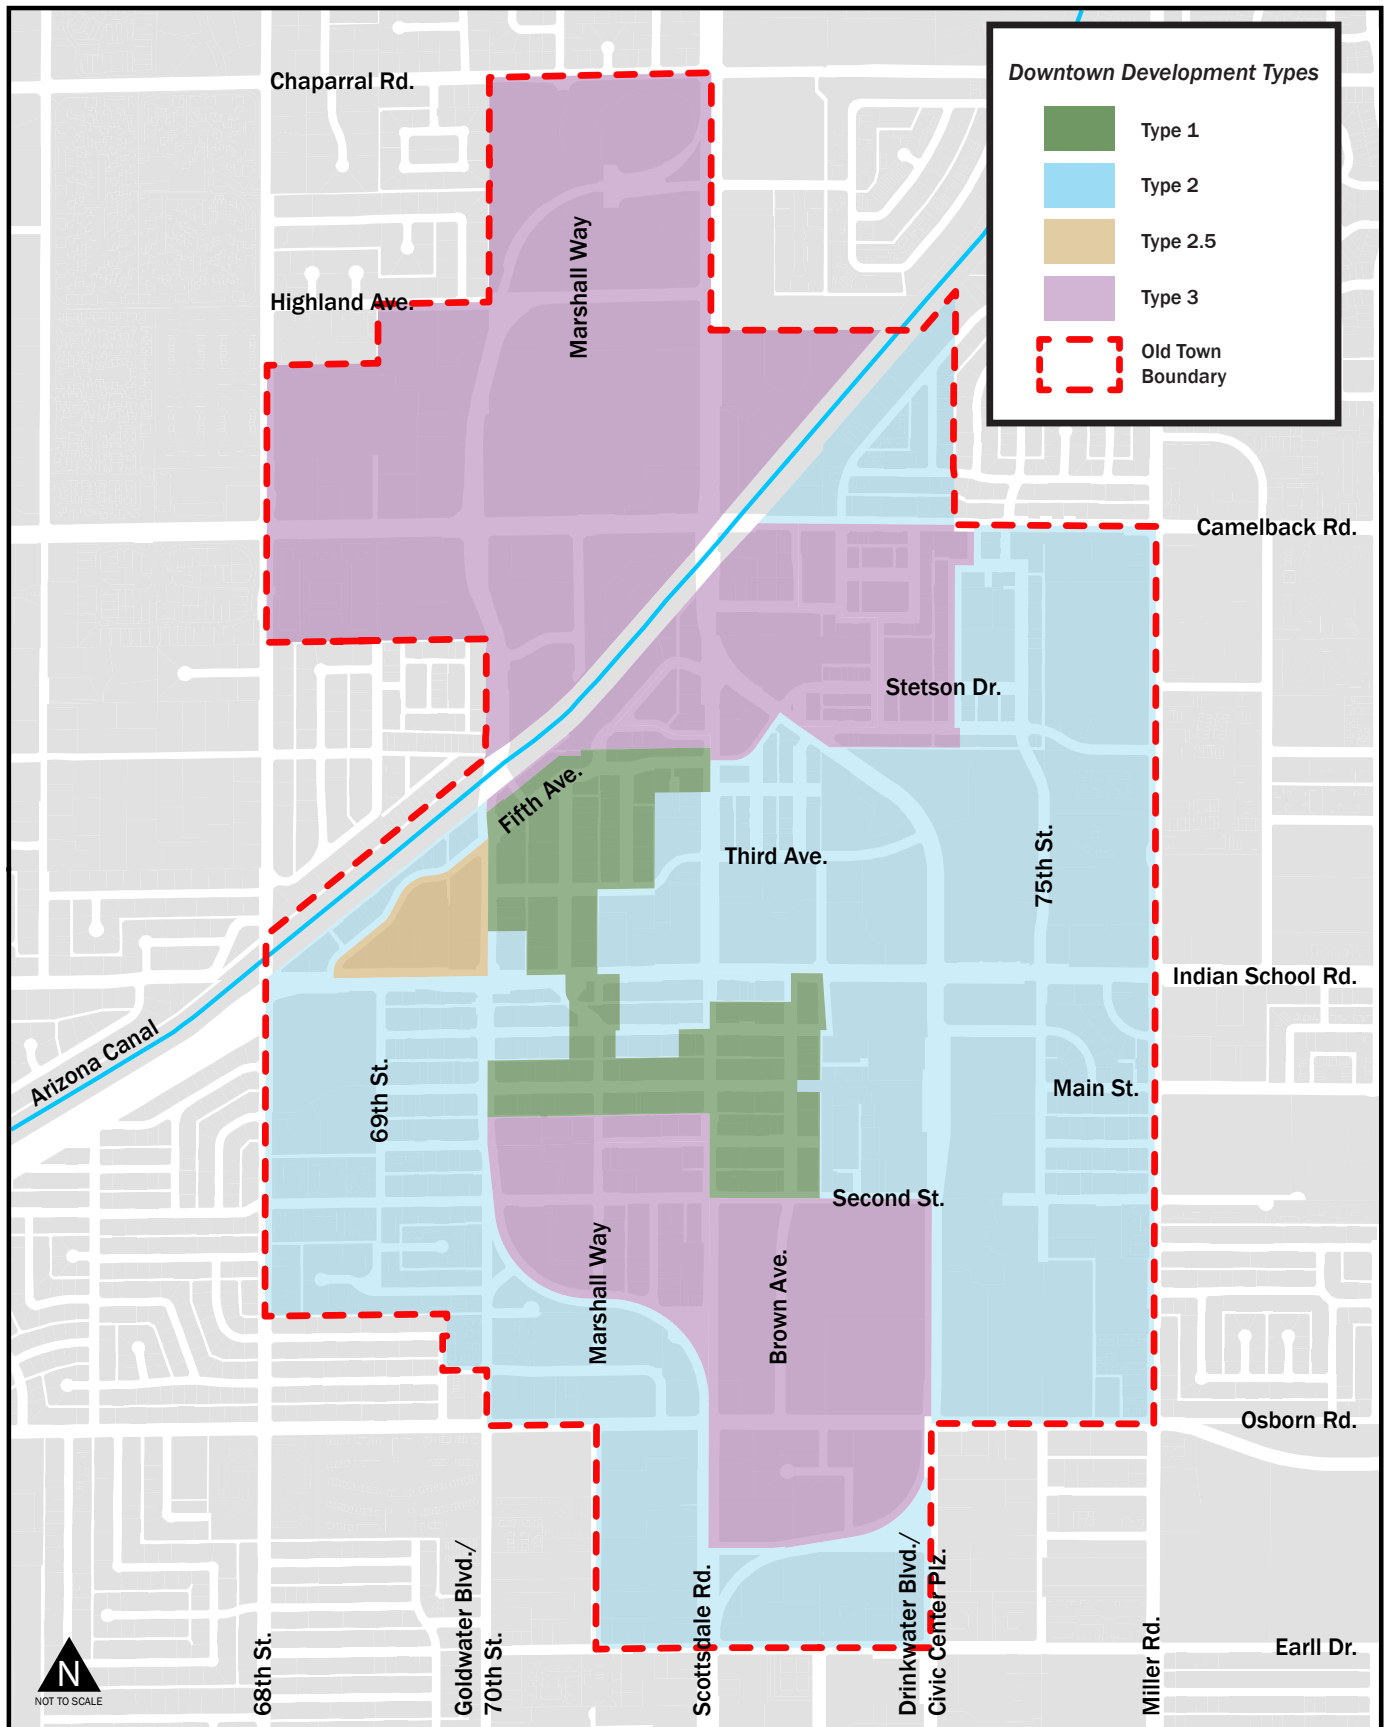 Downtown Development Types
Type 1
Type 2
Type 2.5
Type 3
Old Town
Boundary
Chaparral Rd.
Marshall Way
Highland Ave.
Camelback Rd.
Stetson Dr.
Fifth Ave.
Third Ave.
75th St.
Indian School Rd.
Arizona Canal
69th St.
Main St.
Second St.
Marshall Way
Brown Ave.
Osborn Rd.
68th St.
Goldwater Blvd./
70th St.
Scottsdale Rd.
Drinkwater Blvd./
Civic Center Plz.
Miller Rd.
Earll Dr.
N
NOT TO SCALE